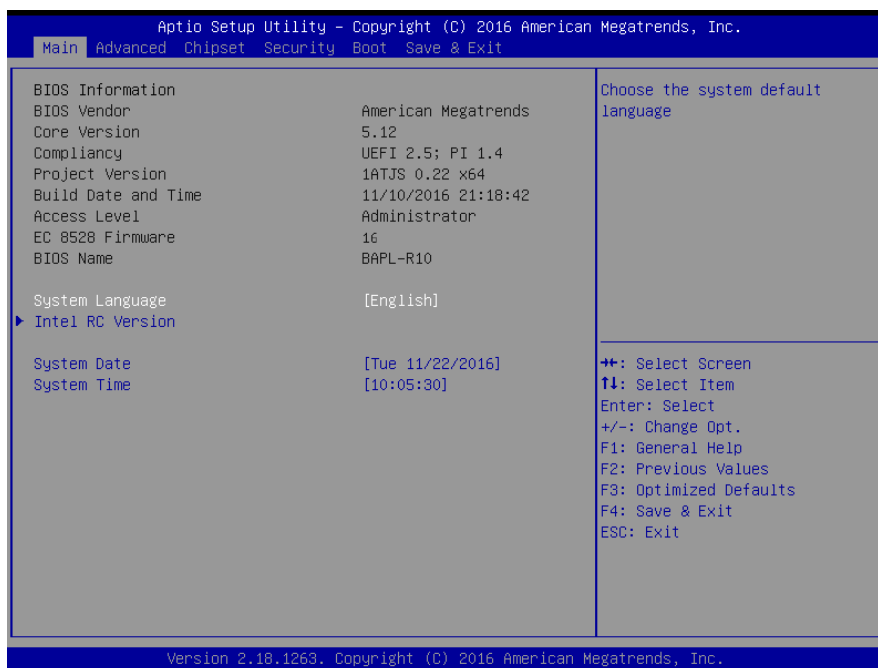 Aptio Setup Utility – Copyright (C) 2016 American Megatrends, Inc.
Main Advanced Chipset Security Boot Save & Exit
BIOS Information
BIOS Vendor American Megatrends
Core Version 5.12
Compliancy UEFI 2.5; PI 1.4
Project Version 1ATJS 0.22 x64
Build Date and Time 11/10/2016 21:18:42
Access Level Administrator
EC 8528 Firmware 16
BIOS Name BAPL-R10
System Language [English]
Intel RC Version
System Date [Tue 11/22/2016]
System Time [10:05:30]
Choose the system default
language
→←: Select Screen
↑↓: Select Item
Enter: Select
+/-: Change Opt.
F1: General Help
F2: Previous Values
F3: Optimized Defaults
F4: Save & Exit
ESC: Exit
Version 2.18.1263. Copyright (C) 2016 American Megatrends, Inc.